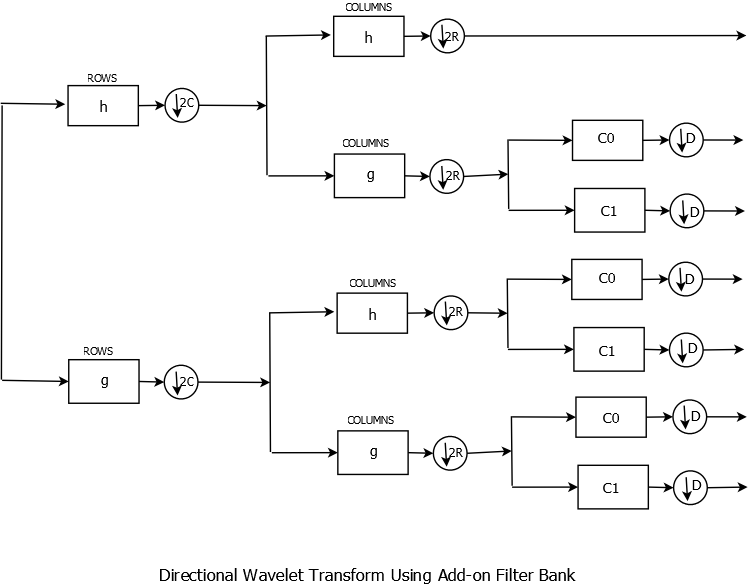 COLUMNS
h
2R
ROWS
h
2C
COLUMNS
g
2R
C0
D
C1
D
COLUMNS
h
2R
C0
D
C1
D
ROWS
g
2C
COLUMNS
g
2R
C0
D
C1
D
Directional Wavelet Transform Using Add-on Filter Bank